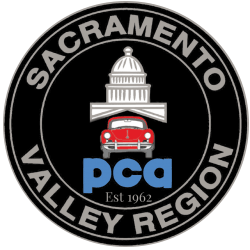 SACRAMENTO
pca
Est 1962
VALLEY REGION